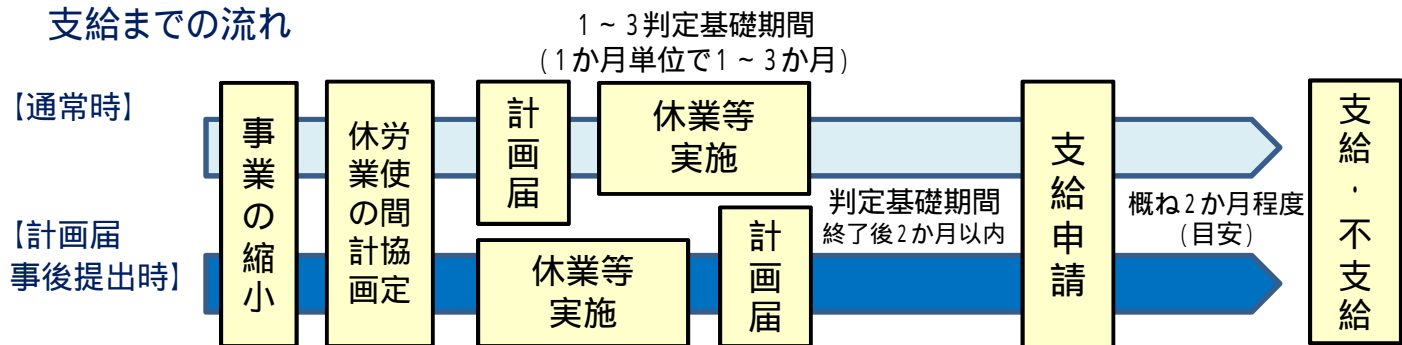 支給までの流れ
1～3判定基礎期間
(1か月単位で1～3か月)
【通常時】
【計画届
事後提出時】
事業の縮小
労使間協定
休業の計画
計画届
休業等
実施
休業等
実施
計画届
判定基礎期間
終了後2か月以内
支給申請
概ね2か月程度
(目安)
支給・不支給